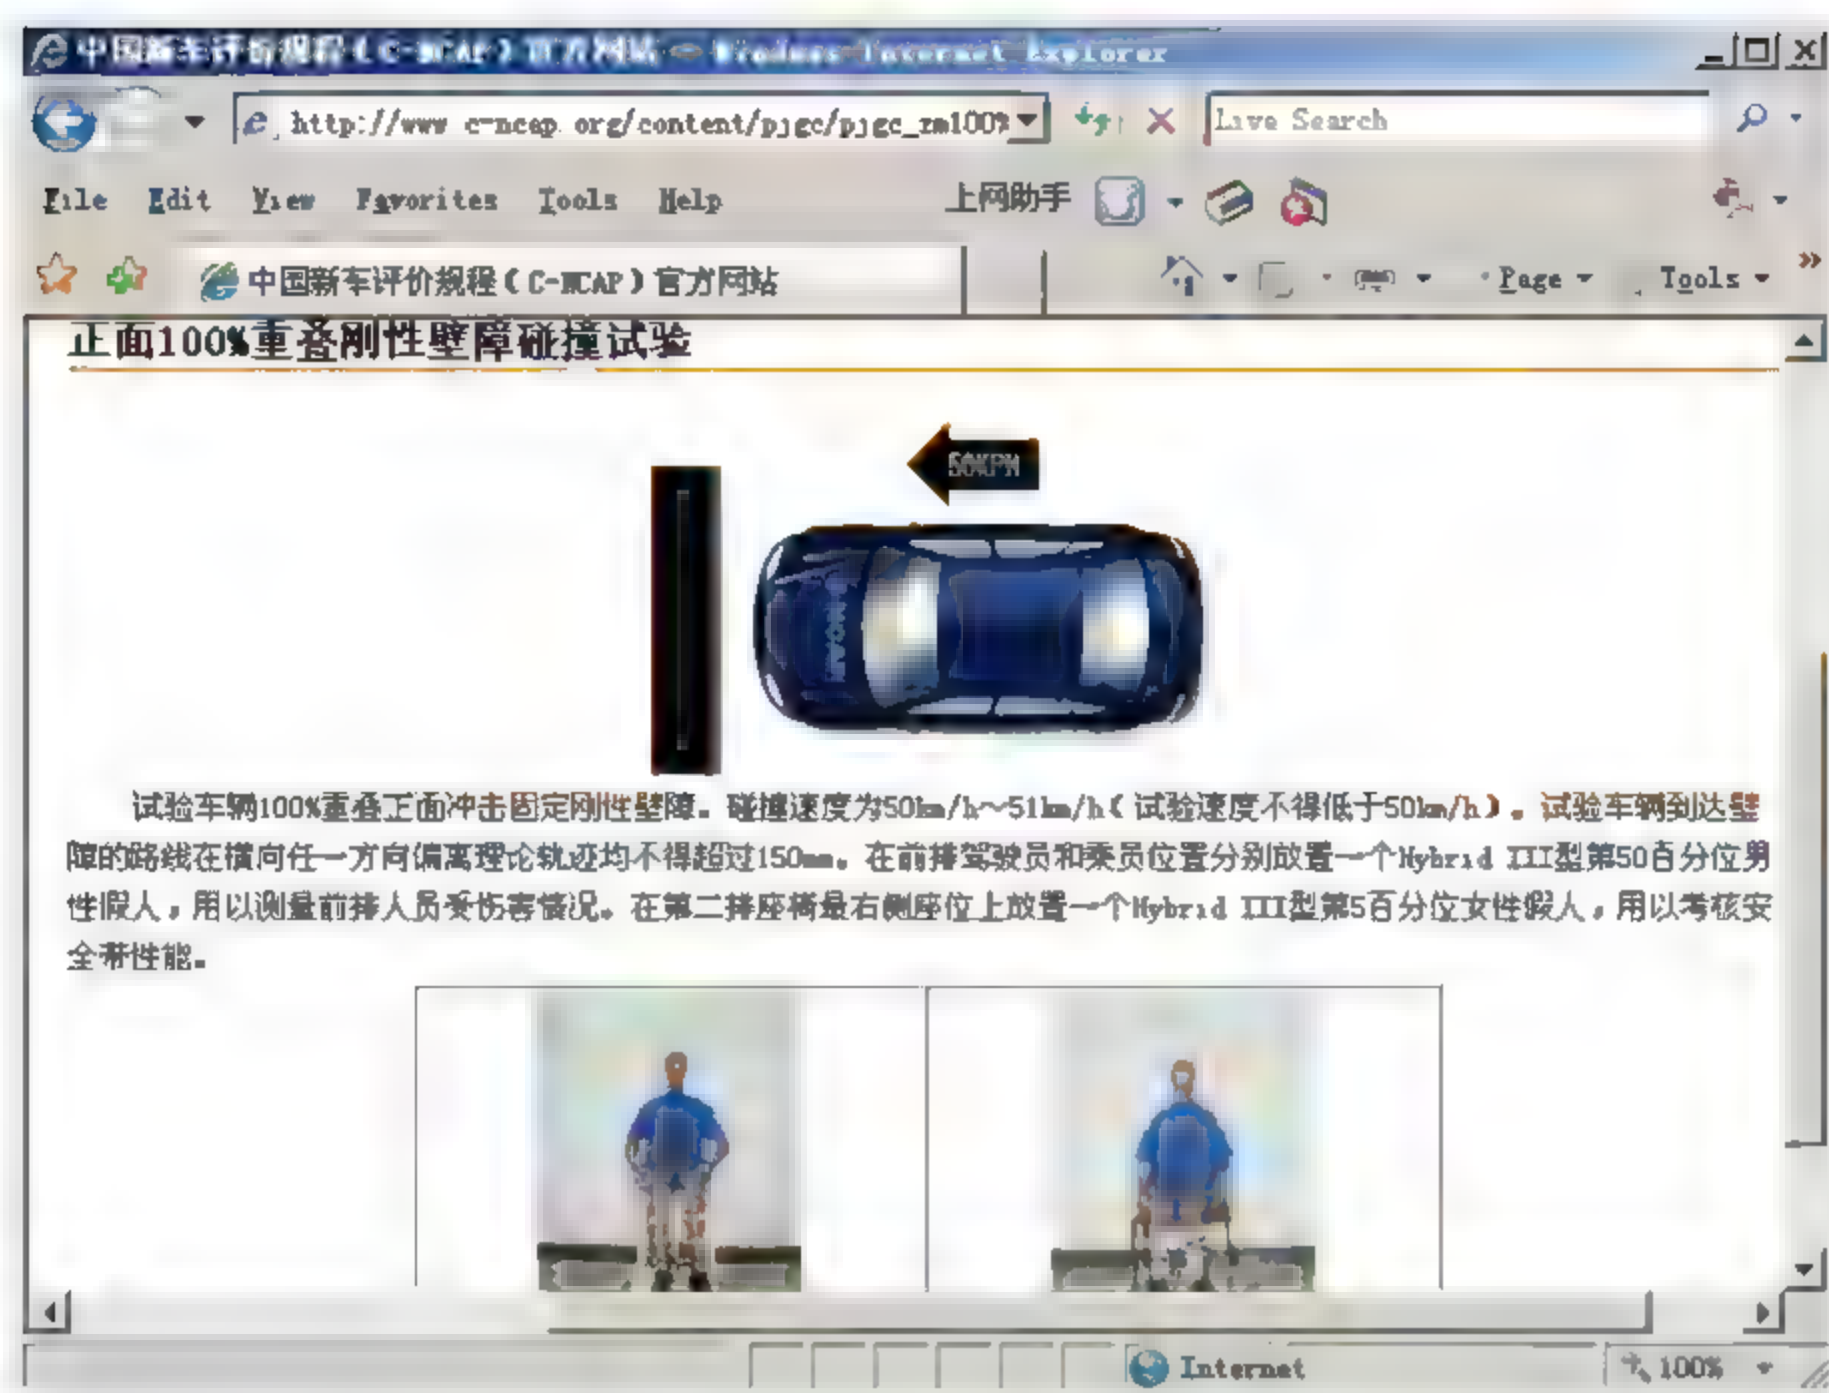 中国新车评价规程（C-NCAP）官方网站 - Windows Internet Explorer
http://www.c-ncap.org/content/pjgc/pjgc_zm100%
Live Search
File Edit View Favorites Tools Help 上网助手
中国新车评价规程（C-NCAP）官方网站 Page Tools »
正面100%重叠刚性壁障碰撞试验
50KPH
试验车辆100%重叠正面冲击固定刚性壁障。碰撞速度为50km/h～51km/h（试验速度不得低于50km/h）。试验车辆到达壁
障的路线在横向任一方向偏离理论轨迹均不得超过150mm。在前排驾驶员和乘员位置分别放置一个Hybrid III型第50百分位男
性假人，用以测量前排人员受伤害情况。在第二排座椅最右侧座位上放置一个Hybrid III型第5百分位女性假人，用以考核安
全带性能。
Internet 100%